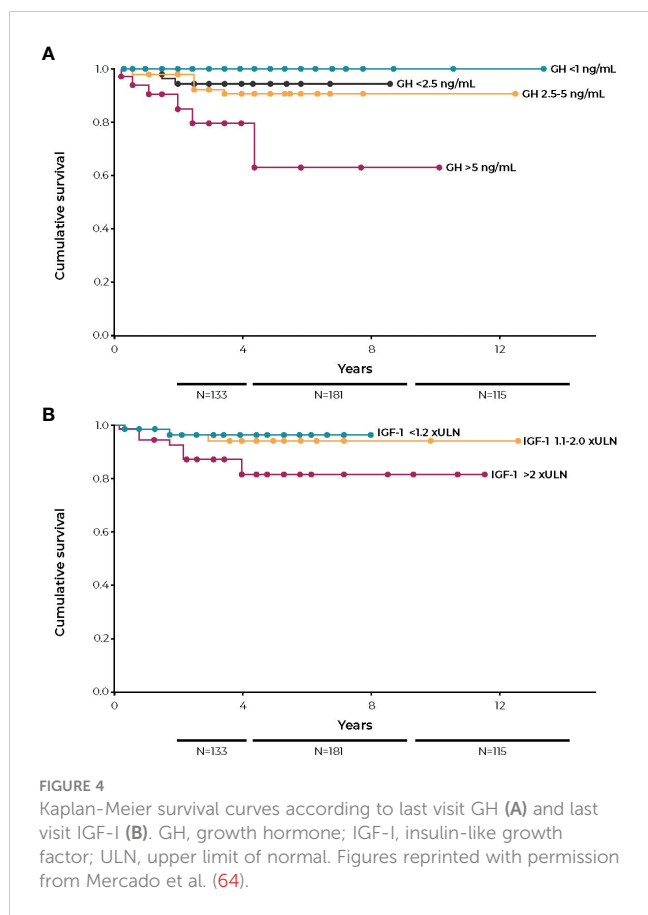 A
1.0
0.8
0.6
0.4
0.2
0.0
Cumulative survival
GH <1 ng/mL
GH <2.5 ng/mL
GH 2.5-5 ng/mL
GH >5 ng/mL
0 4 8 12
Years
N=133 N=181 N=115
B
1.0
0.8
0.6
0.4
0.2
0.0
Cumulative survival
IGF-1 <1.2 xULN
IGF-1 1.1-2.0 xULN
IGF-1 >2 xULN
0 4 8 12
Years
N=133 N=181 N=115
FIGURE 4
Kaplan-Meier survival curves according to last visit GH (A) and last
visit IGF-I (B). GH, growth hormone; IGF-I, insulin-like growth
factor; ULN, upper limit of normal. Figures reprinted with permission
from Mercado et al. (64).